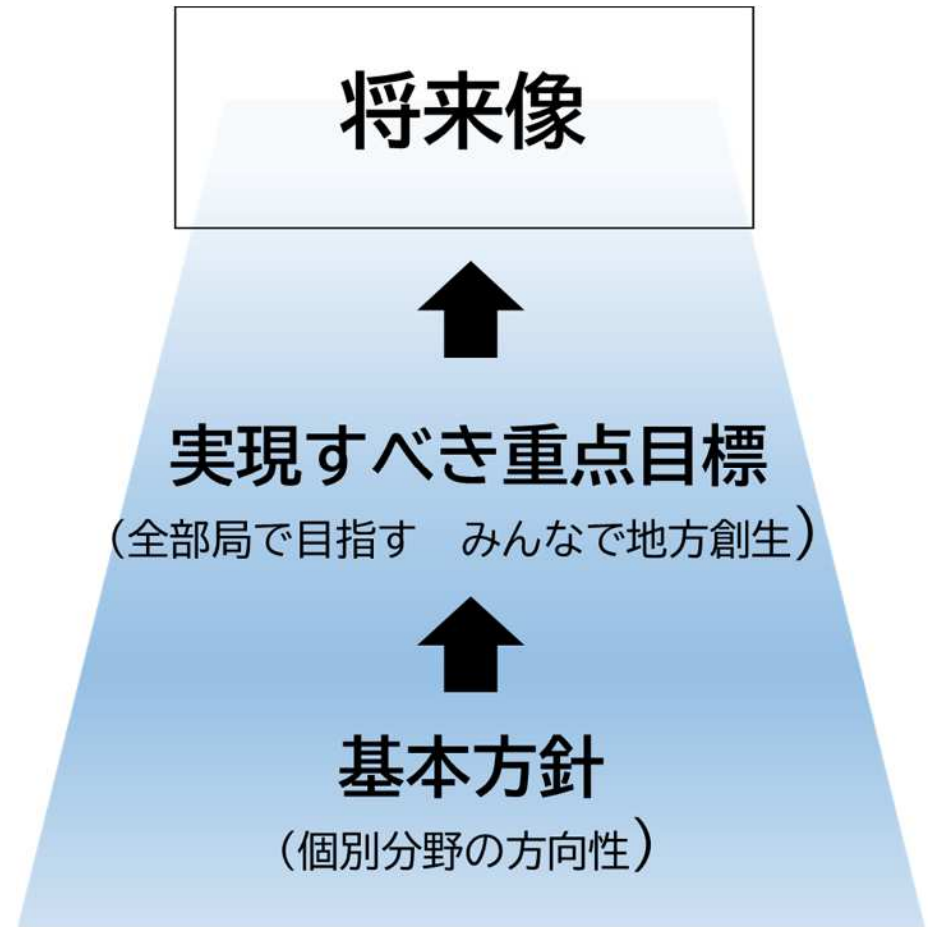 将来像
実現すべき重点目標
（全部局で目指す　みんなで地方創生）
基本方針
（個別分野の方向性）